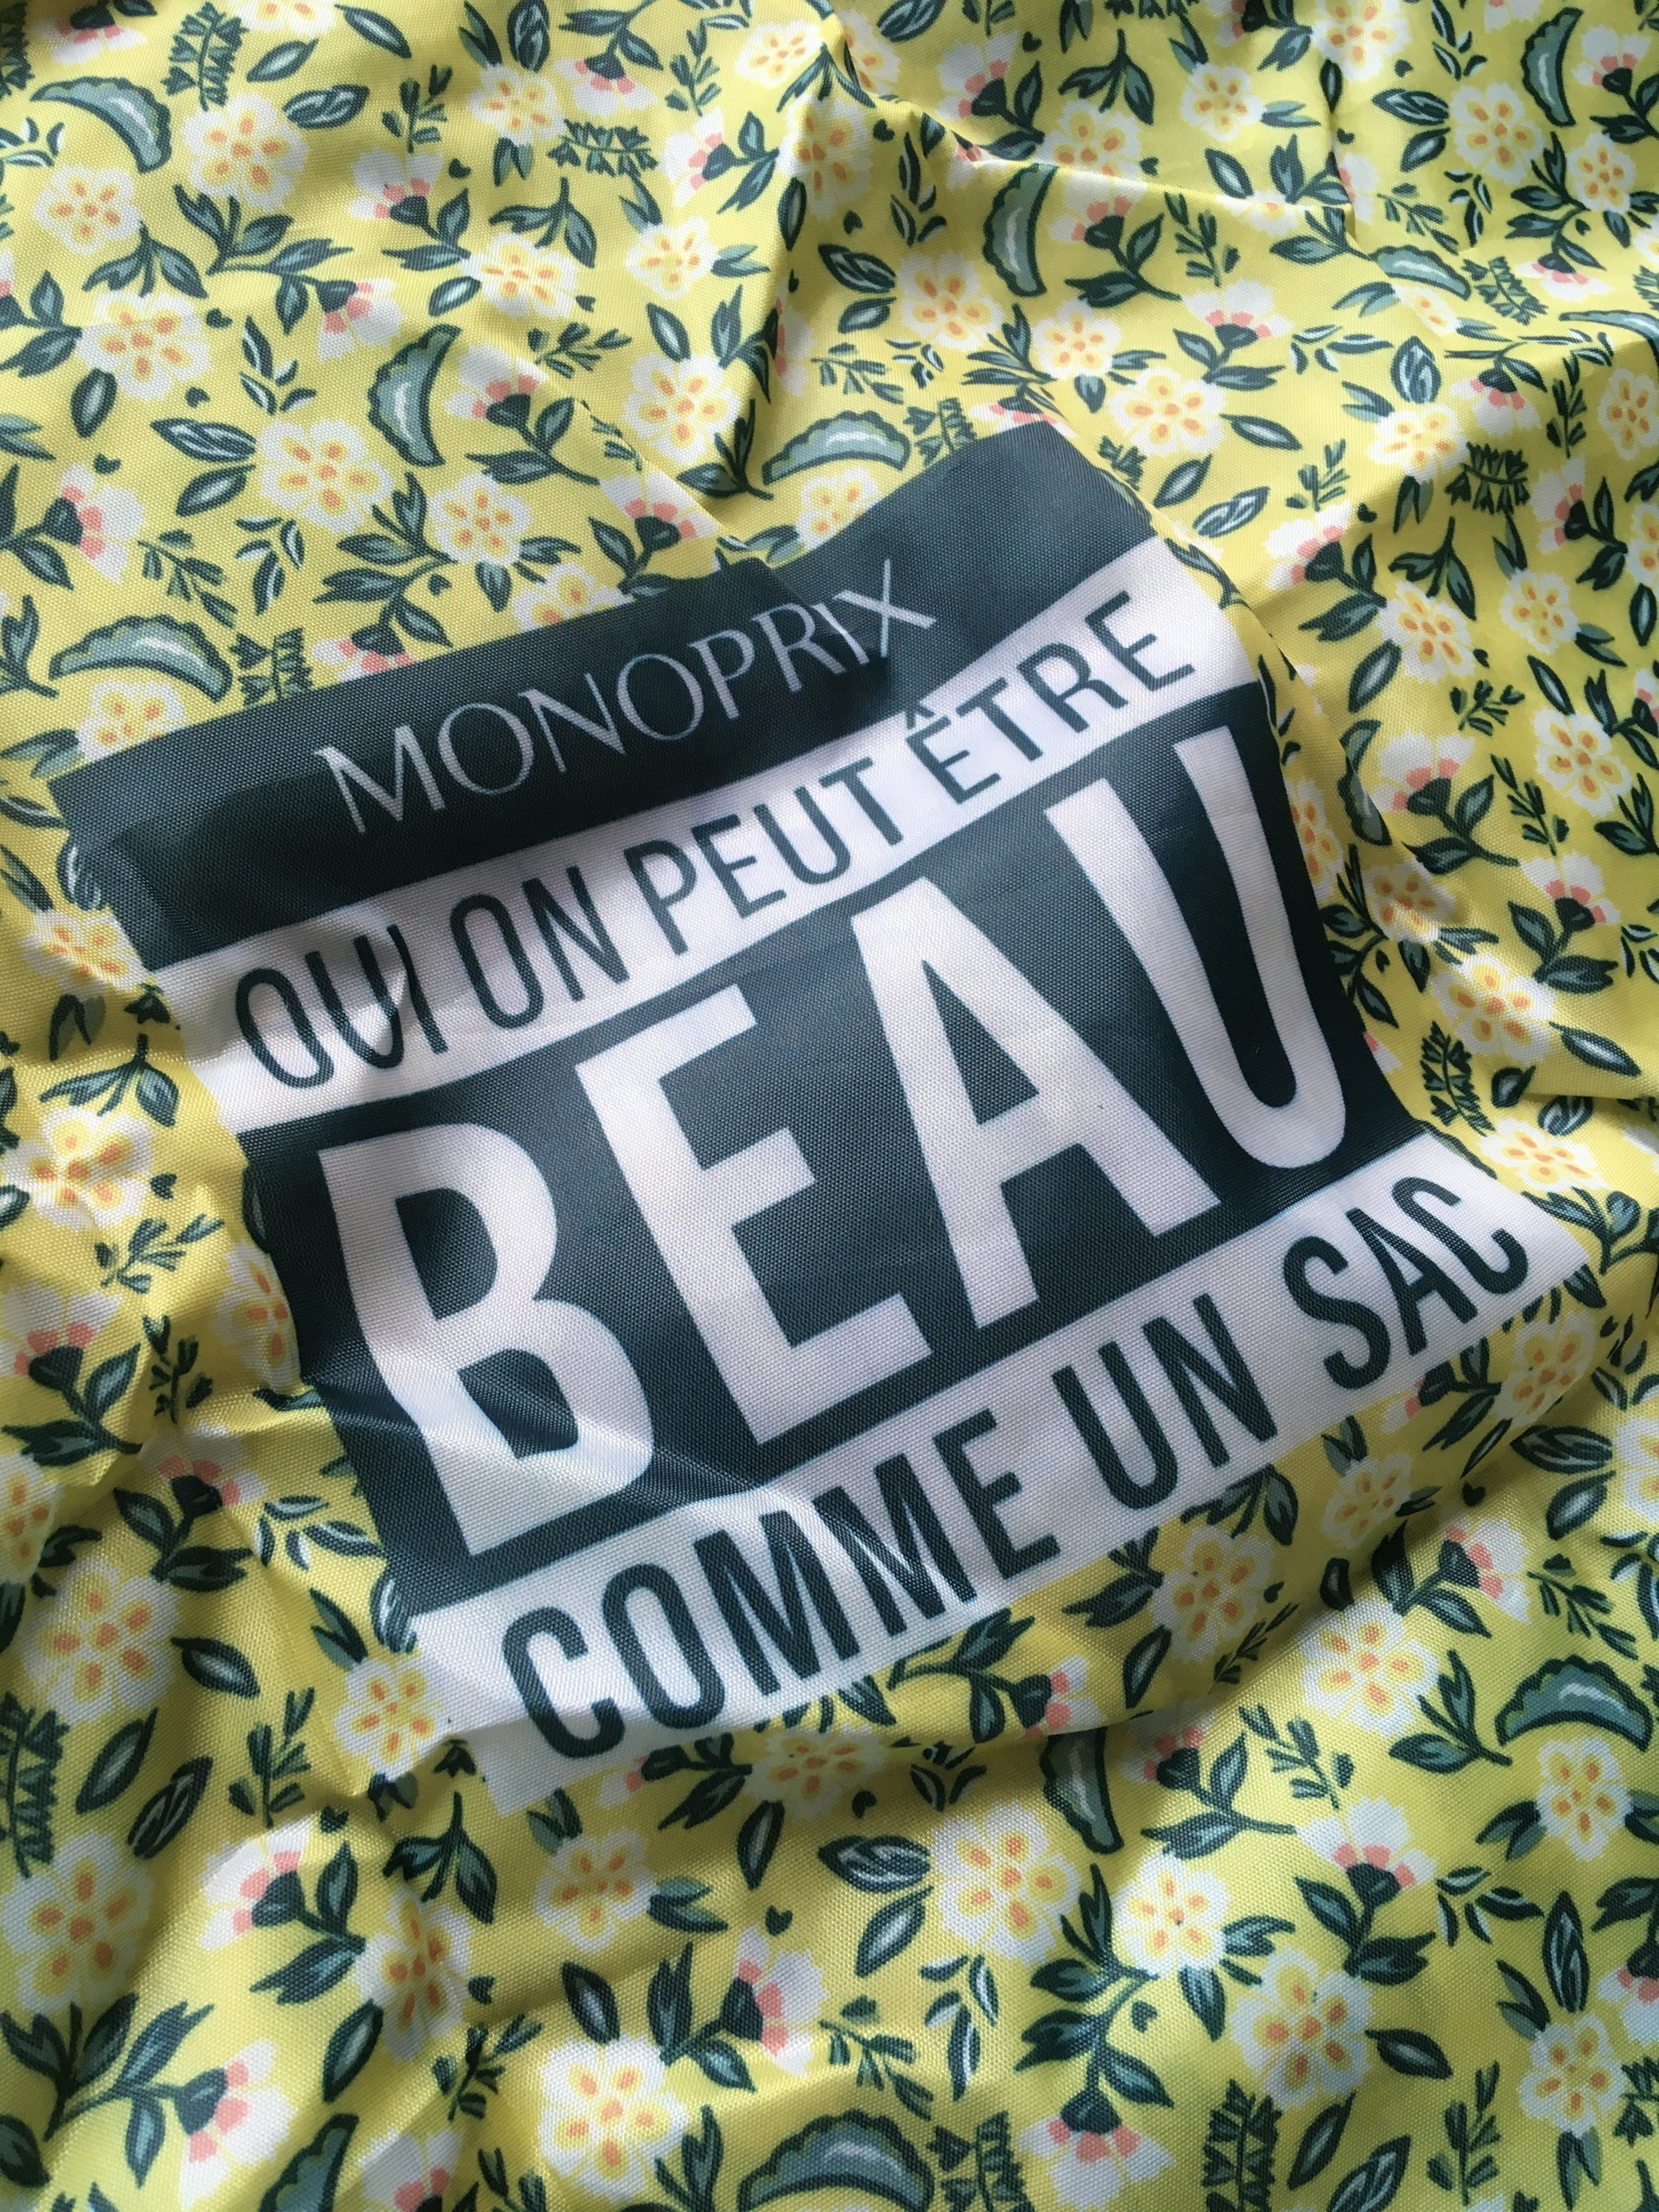 MONOPRIX
OUI ON PEUT ÊTRE
BEAU
COMME UN SAC